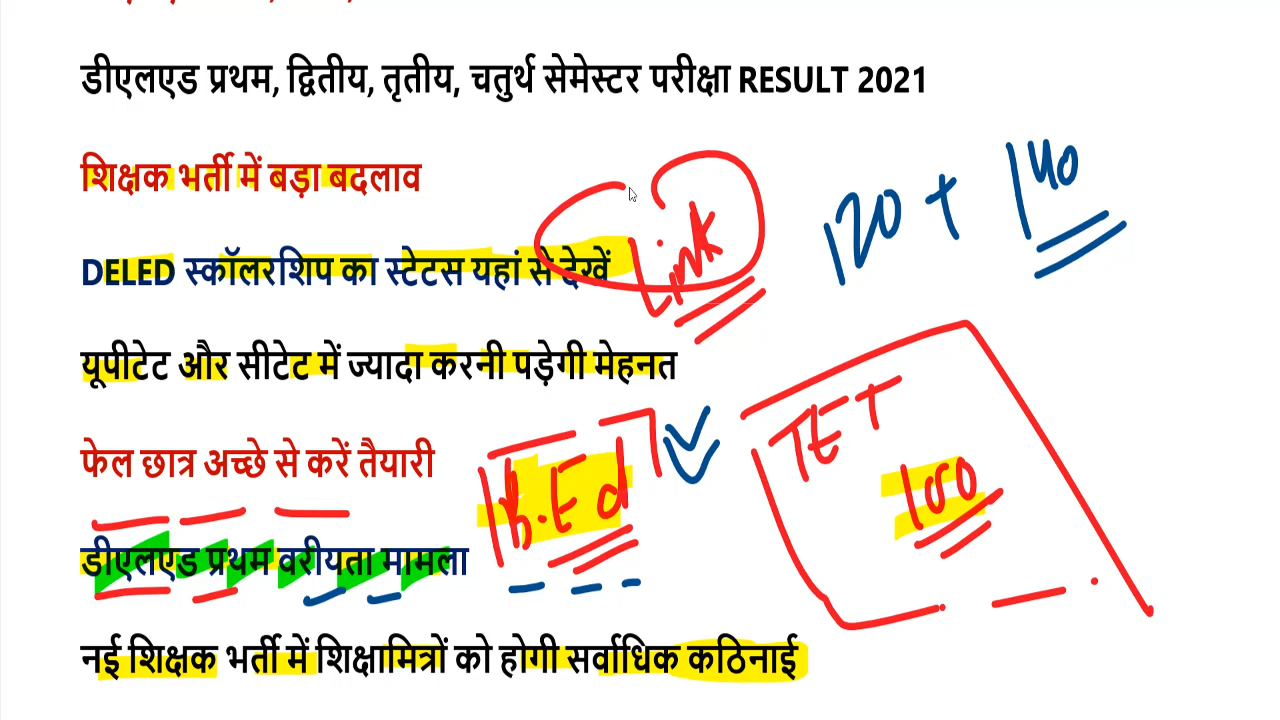 डीएलएड प्रथम, द्वितीय, तृतीय, चतुर्थ सेमेस्टर परीक्षा RESULT 2021
शिक्षक भर्ती में बड़ा बदलाव
120 + 140
DELED स्कॉलरशिप का स्टेटस यहां से देखें
Link
यूपीटेट और सीटेट में ज्यादा करनी पड़ेगी मेहनत
TET
फेल छात्र अच्छे से करें तैयारी
B.Ed
डीएलएड प्रथम वरीयता मामला
नई शिक्षक भर्ती में शिक्षामित्रों को होगी सर्वाधिक कठिनाई